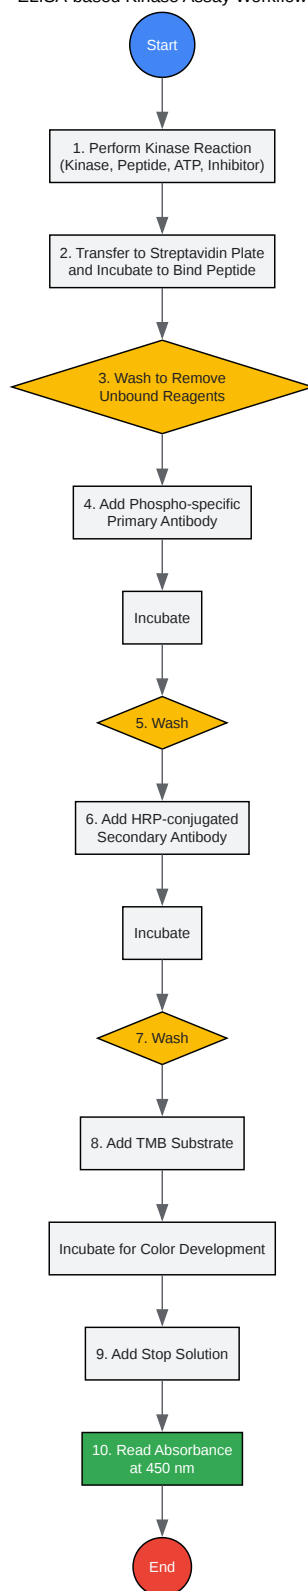 ELISA-based Kinase Assay Workflow
Start
1. Perform Kinase Reaction
(Kinase, Peptide, ATP, Inhibitor)
2. Transfer to Streptavidin Plate
and Incubate to Bind Peptide
3. Wash to Remove
Unbound Reagents
4. Add Phospho-specific
Primary Antibody
Incubate
5. Wash
6. Add HRP-conjugated
Secondary Antibody
Incubate
7. Wash
8. Add TMB Substrate
Incubate for Color Development
9. Add Stop Solution
10. Read Absorbance
at 450 nm
End